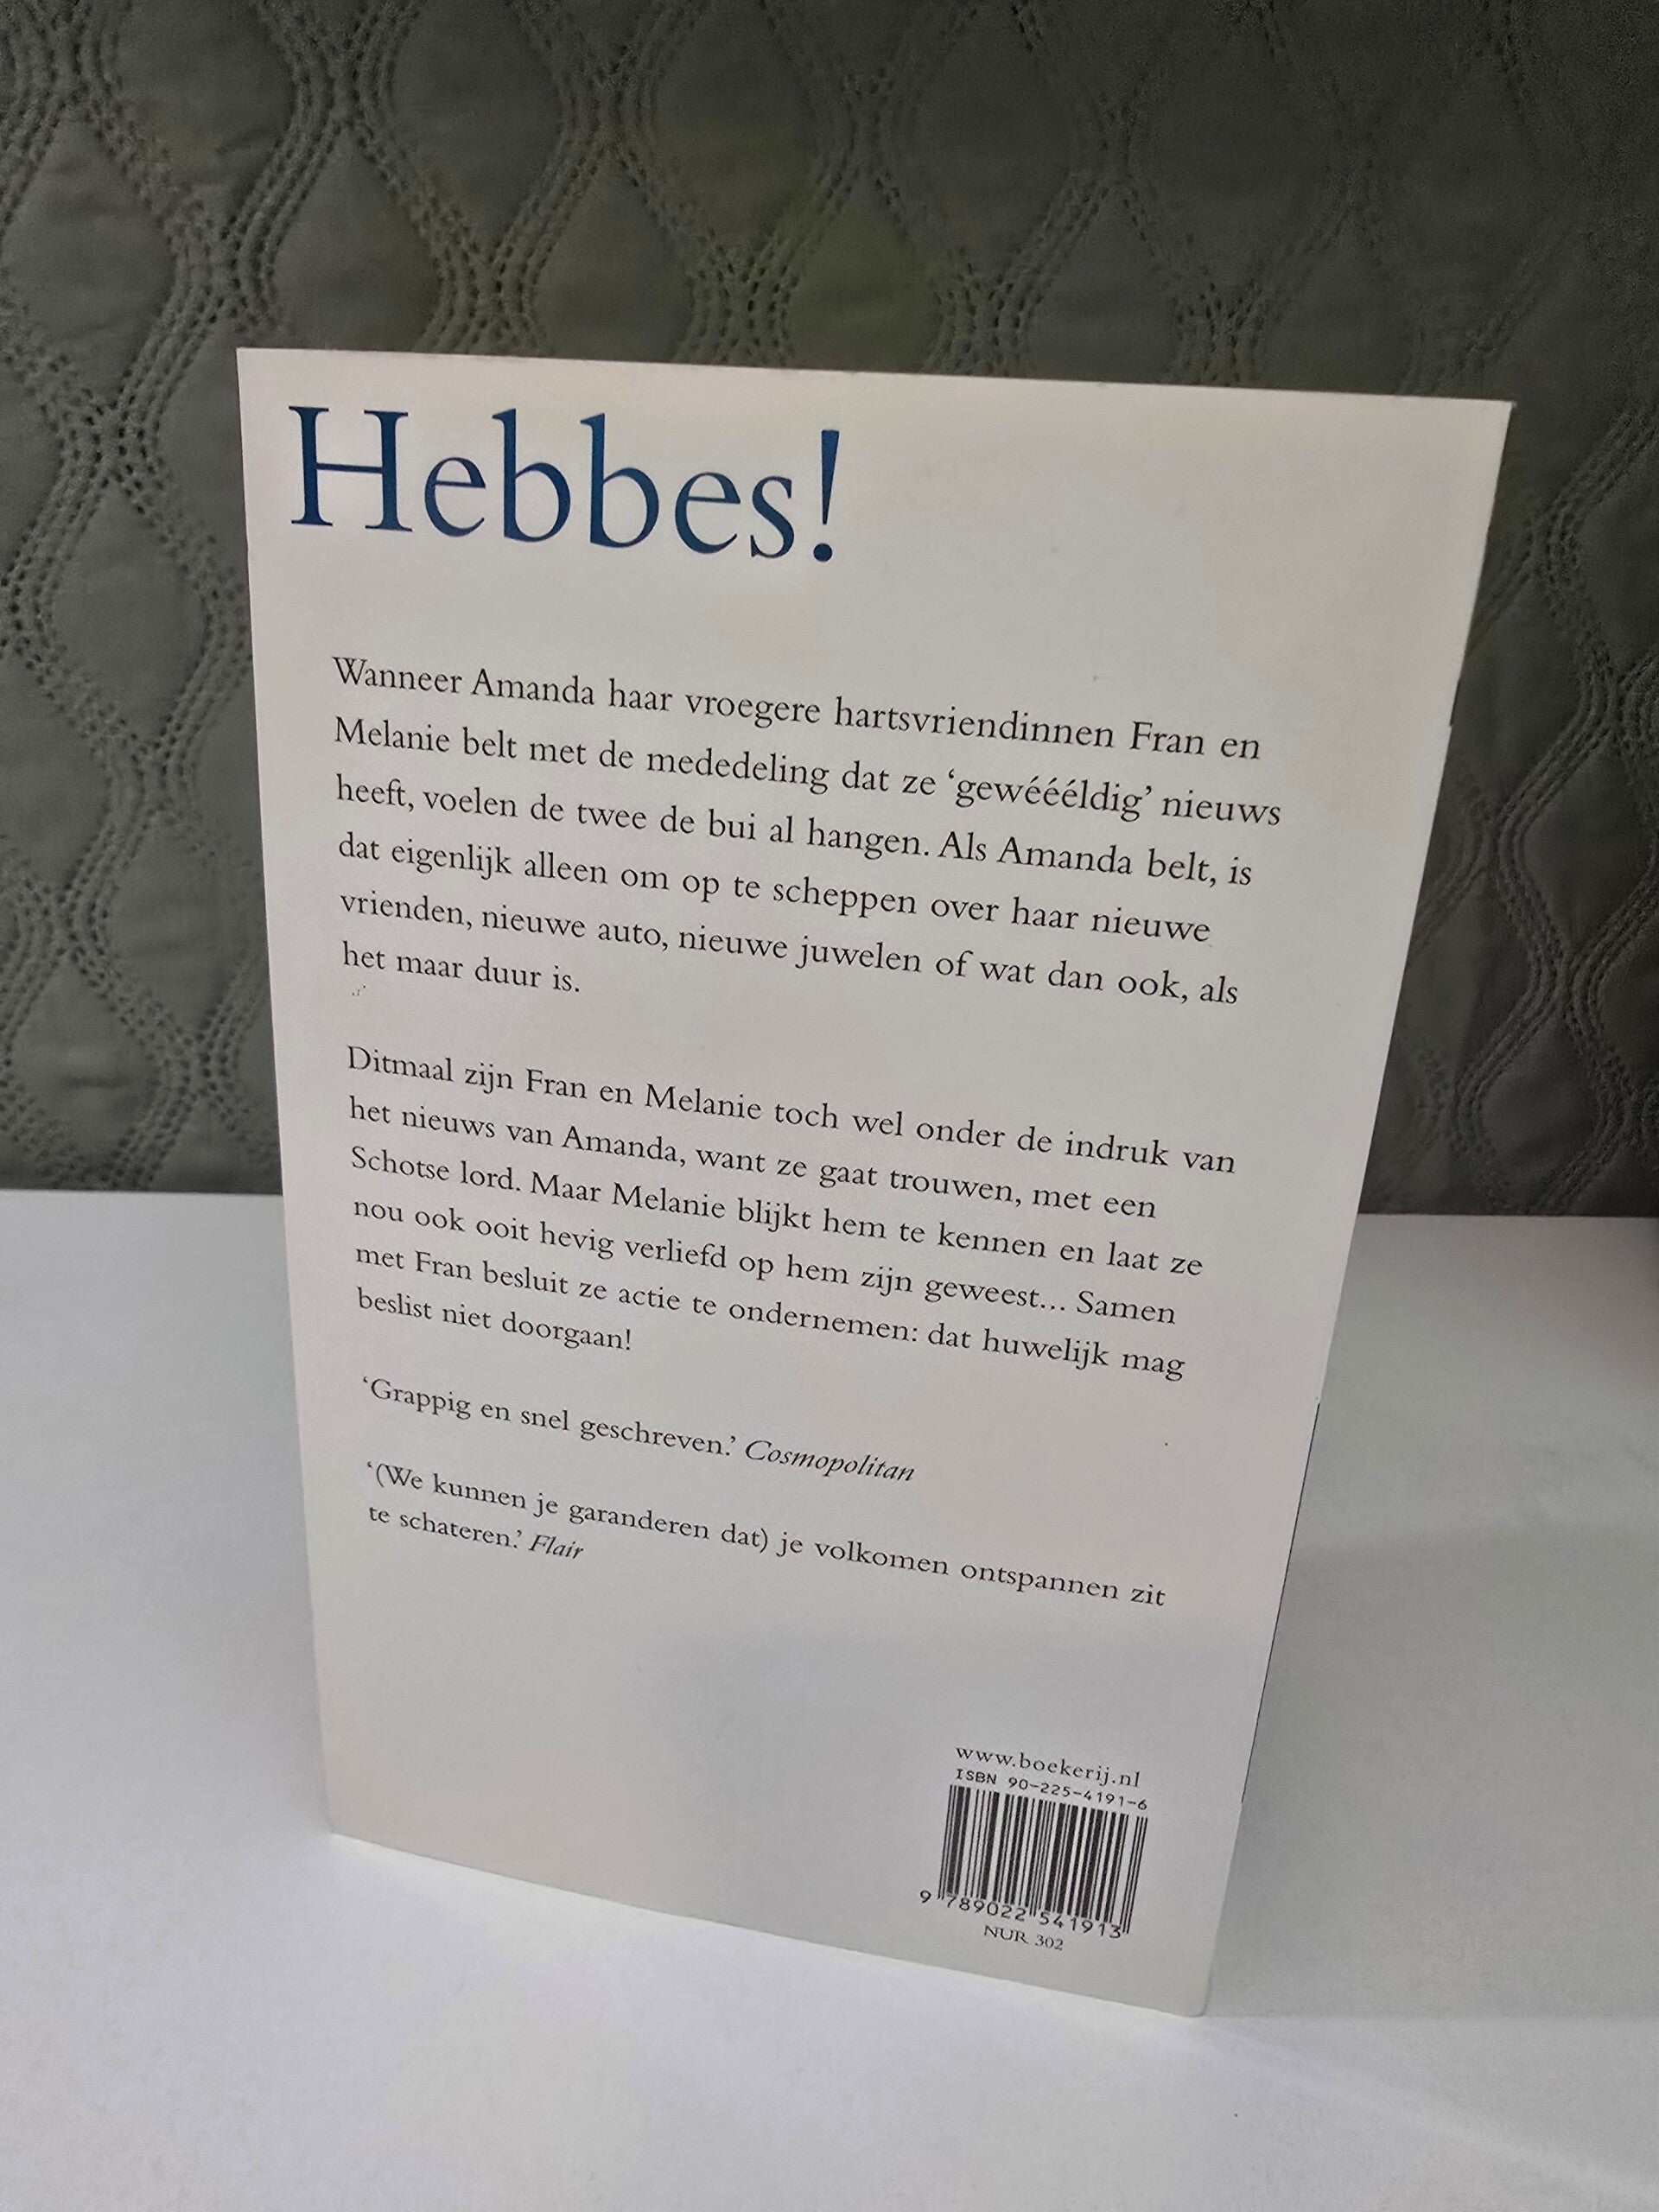 Hebbes!
Wanneer Amanda haar vroegere hartsvriendinnen Fran en
Melanie belt met de mededeling dat ze ‘gewééééldig’ nieuws
heeft, voelen de twee de bui al hangen. Als Amanda belt, is
dat eigenlijk alleen om op te scheppen over haar nieuwe
vrienden, nieuwe auto, nieuwe juwelen of wat dan ook, als
het maar duur is.
Ditmaal zijn Fran en Melanie toch wel onder de indruk van
het nieuws van Amanda, want ze gaat trouwen, met een
Schotse lord. Maar Melanie blijkt hem te kennen en laat ze
nou ook ooit hevig verliefd op hem zijn geweest... Samen
met Fran besluit ze actie te ondernemen: dat huwelijk mag
beslist niet doorgaan!
‘Grappig en snel geschreven.’ Cosmopolitan
‘(We kunnen je garanderen dat) je volkomen ontspannen zit
te schateren.’ Flair
www.boekerij.nl
ISBN 90-225-4191-6
9 789022 541913
NUR 302